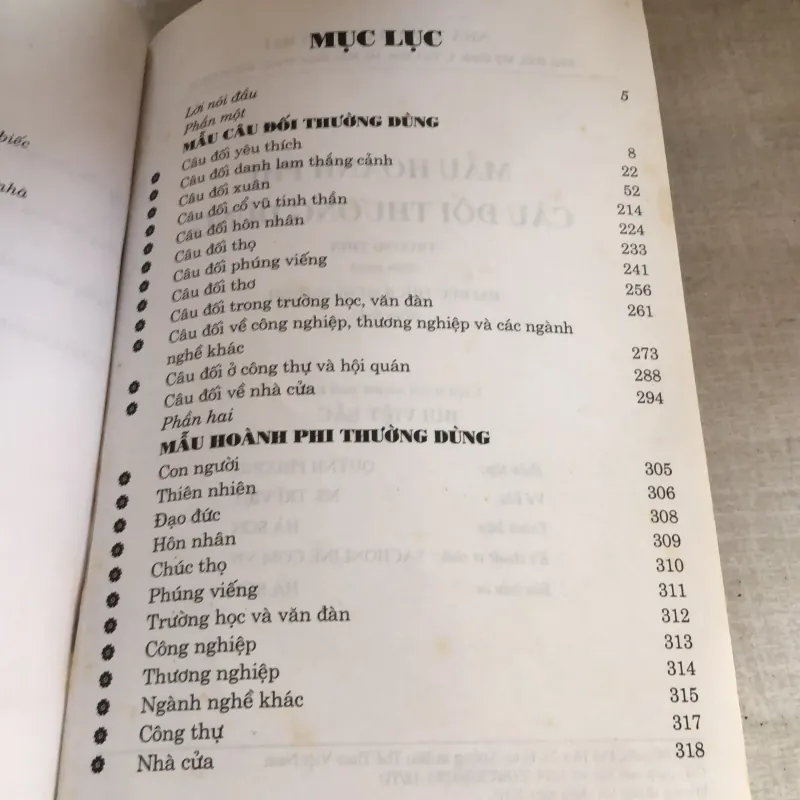 biếc
nhà
MỤC LỤC
Lời nói đầu 5
Phần một
MẪU CÂU ĐỐI THƯỜNG DÙNG
Câu đối yêu thích 8
Câu đối danh lam thắng cảnh 22
Câu đối xuân 52
Câu đối cổ vũ tinh thần 214
Câu đối hôn nhân 224
Câu đối thọ 233
Câu đối phúng viếng 241
Câu đối thơ 256
Câu đối trong trường học, văn đàn 261
Câu đối về công nghiệp, thương nghiệp và các ngành
nghề khác 273
Câu đối ở công thự và hội quán 288
Câu đối về nhà cửa 294
Phần hai
MẪU HOÀNH PHI THƯỜNG DÙNG
Con người 305
Thiên nhiên 306
Đạo đức 308
Hôn nhân 309
Chúc thọ 310
Phúng viếng 311
Trường học và văn đàn 312
Công nghiệp 313
Thương nghiệp 314
Ngành nghề khác 315
Công thự 317
Nhà cửa 318